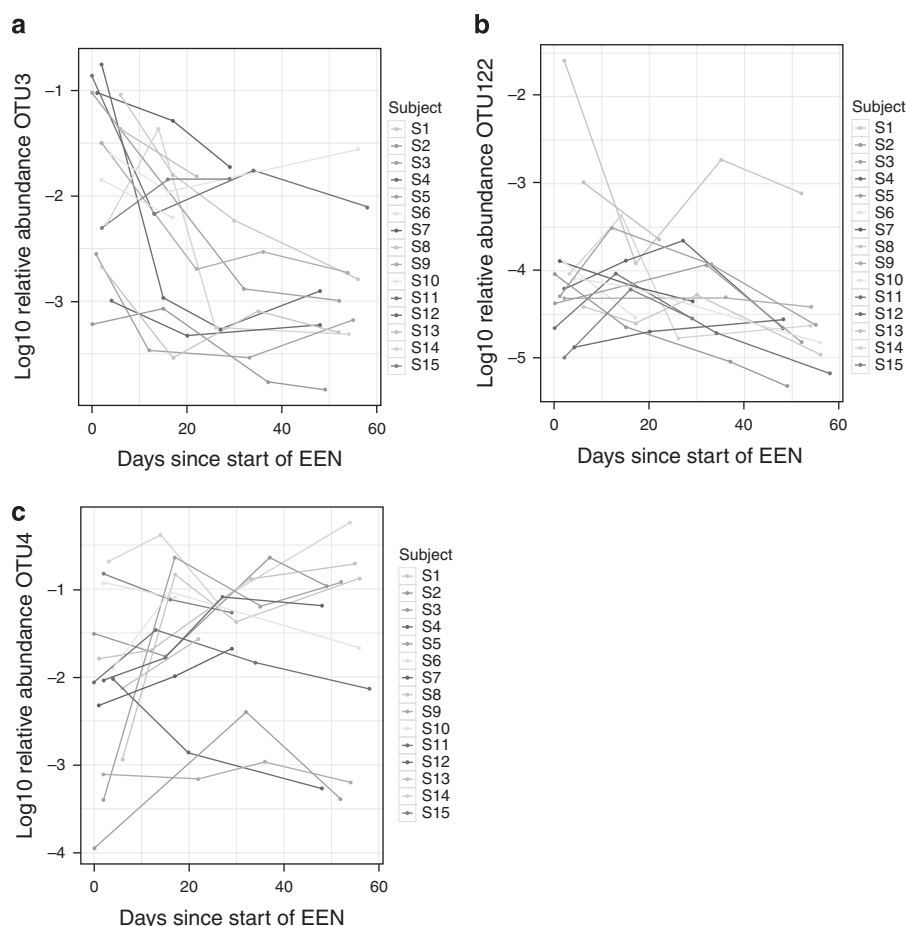 a
Log10 relative abundance OTU3
−1
−2
−3
0
20
40
60
Days since start of EEN
Subject
S1
S2
S3
S4
S5
S6
S7
S8
S9
S10
S11
S12
S13
S14
S15
b
Log10 relative abundance OTU122
−2
−3
−4
−5
0
20
40
60
Days since start of EEN
Subject
S1
S2
S3
S4
S5
S6
S7
S8
S9
S10
S11
S12
S13
S14
S15
c
Log10 relative abundance OTU4
−1
−2
−3
−4
0
20
40
60
Days since start of EEN
Subject
S1
S2
S3
S4
S5
S6
S7
S8
S9
S10
S11
S12
S13
S14
S15